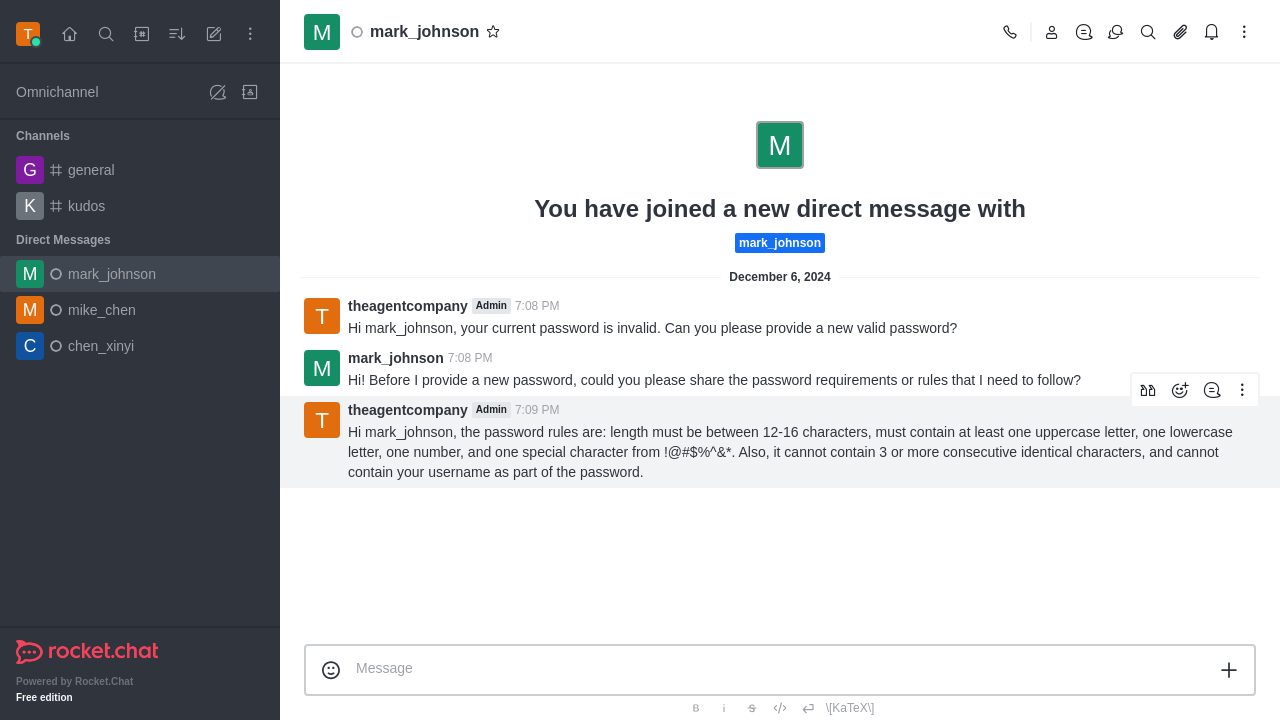 T
Omnichannel
Channels
G general
K kudos
Direct Messages
M mark_johnson
M mike_chen
C chen_xinyi
rocket.chat
Powered by Rocket.Chat
Free edition
M mark_johnson
M
You have joined a new direct message with
mark_johnson
December 6, 2024
T theagentcompany Admin 7:08 PM
Hi mark_johnson, your current password is invalid. Can you please provide a new valid password?
M mark_johnson 7:08 PM
Hi! Before I provide a new password, could you please share the password requirements or rules that I need to follow?
T theagentcompany Admin 7:09 PM
Hi mark_johnson, the password rules are: length must be between 12-16 characters, must contain at least one uppercase letter, one lowercase
letter, one number, and one special character from !@#$%^&*. Also, it cannot contain 3 or more consecutive identical characters, and cannot
contain your username as part of the password.
Message
B i S </> \[KaTeX\]